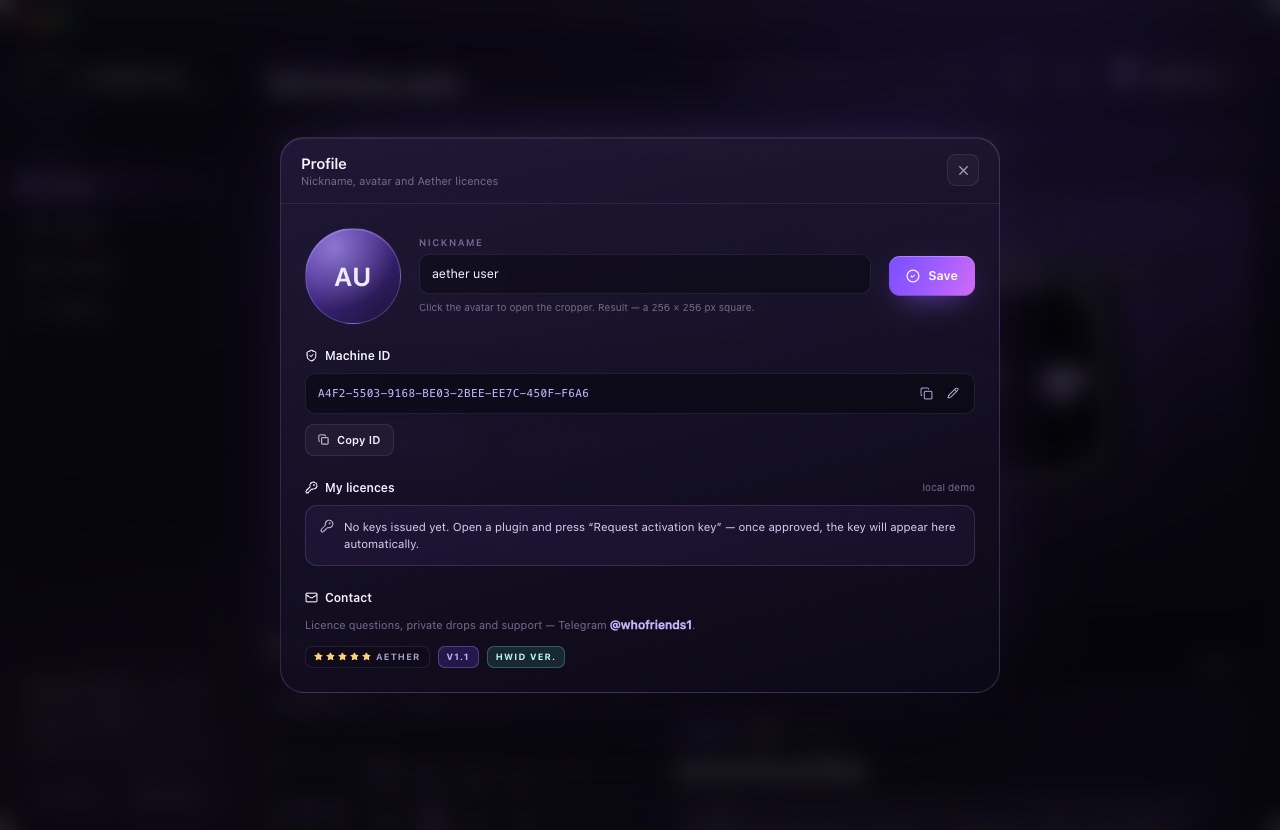 Profile
Nickname, avatar and Aether licences
AU
NICKNAME
aether user
Save
Click the avatar to open the cropper. Result — a 256 × 256 px square.
Machine ID
A4F2-5503-9168-BE03-2BEE-EE7C-450F-F6A6
Copy ID
My licences
local demo
No keys issued yet. Open a plugin and press “Request activation key” — once approved, the key will appear here
automatically.
Contact
Licence questions, private drops and support — Telegram @whofriends1.
★★★★★ AETHER
V1.1
HWID VER.